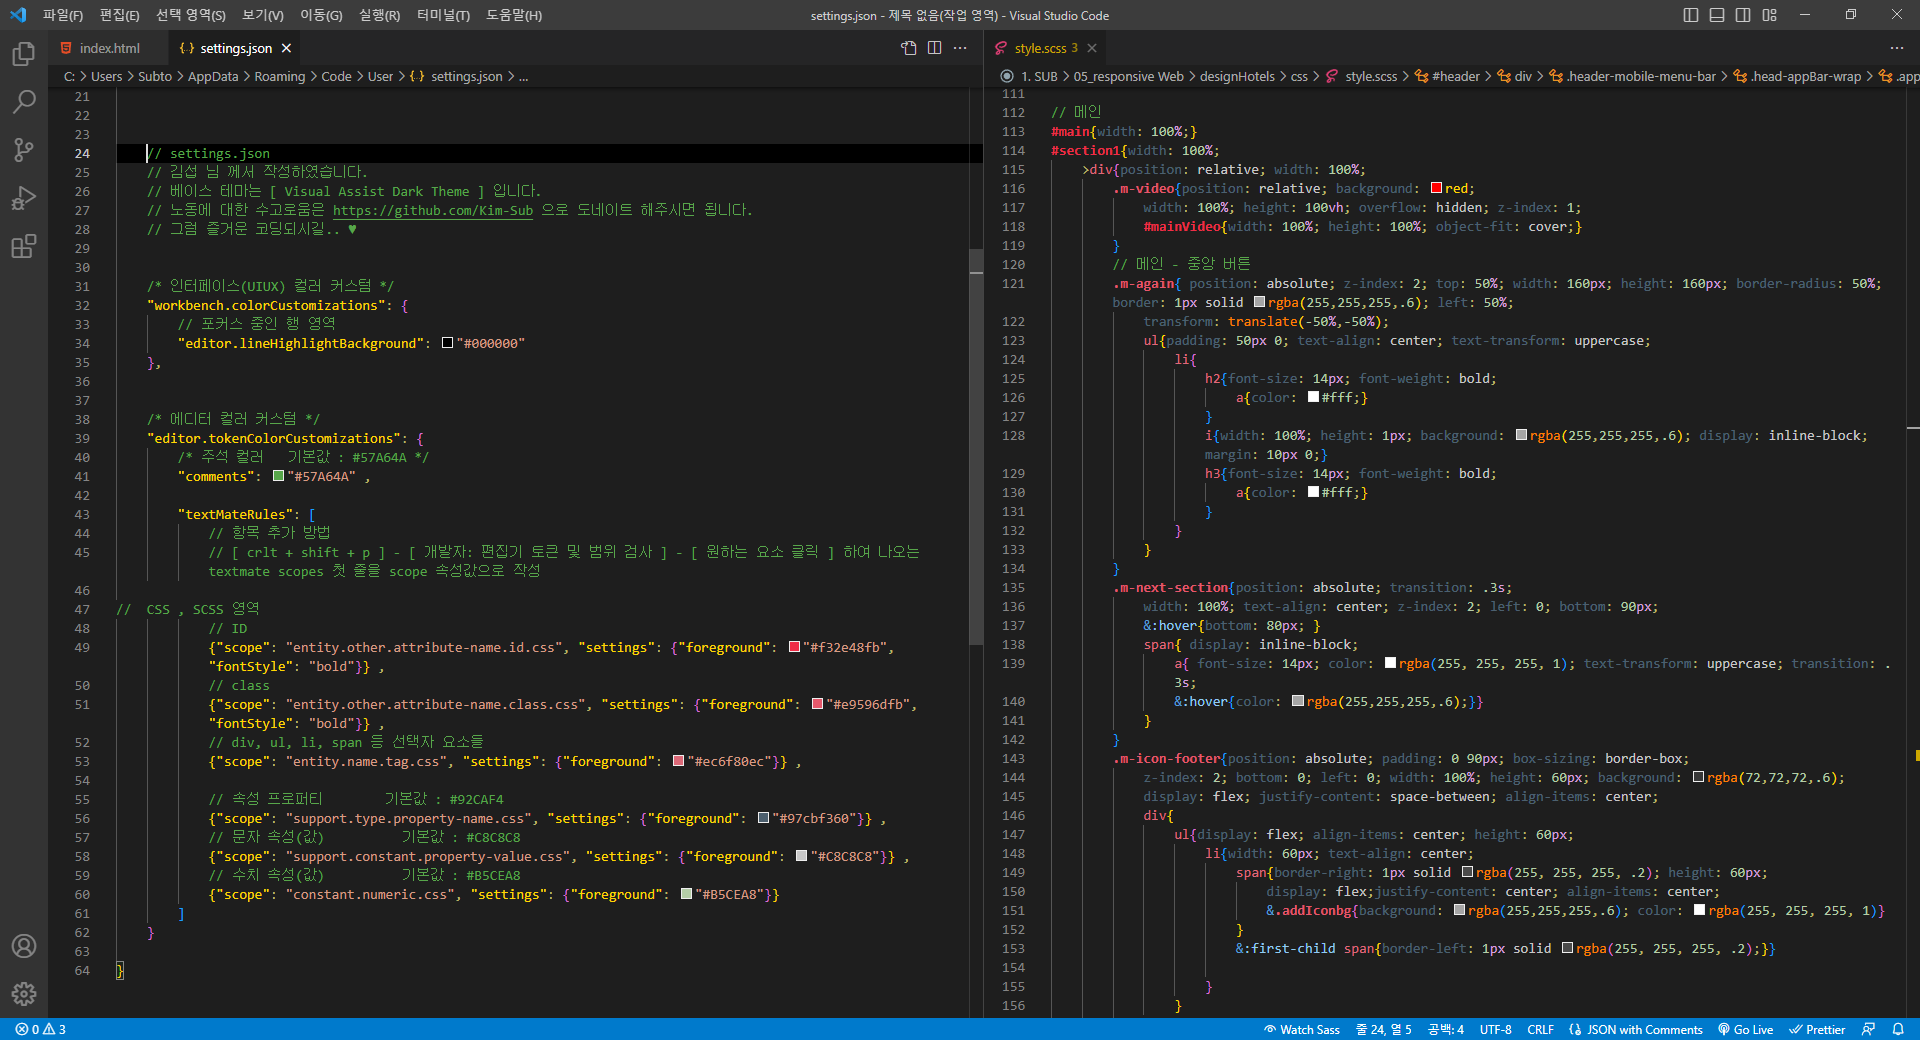 파일(F) 편집(E) 선택 영역(S) 보기(V) 이동(G) 실행(R) 터미널(T) 도움말(H)
settings.json - 제목 없음(작업 영역) - Visual Studio Code
index.html
{} settings.json ×
C: > Users > Subto > AppData > Roaming > Code > User > {} settings.json > ...
21
22
23
24 // settings.json
25 // 김섭 님 께서 작성하였습니다.
26 // 베이스 테마는 [ Visual Assist Dark Theme ] 입니다.
27 // 노동에 대한 수고로움은 https://github.com/Kim-Sub 으로 도네이트 해주시면 됩니다.
28 // 그럼 즐거운 코딩되시길.. ♥
29
30
31 /* 인터페이스(UIUX) 컬러 커스텀 */
32 "workbench.colorCustomizations": {
33 // 포커스 중인 행 영역
34 "editor.lineHighlightBackground": "#000000"
35 },
36
37
38 /* 에디터 컬러 커스텀 */
39 "editor.tokenColorCustomizations": {
40 /* 주석 컬러   기본값 : #57A64A */
41 "comments": "#57A64A" ,
42
43 "textMateRules": [
44 // 항목 추가 방법
45 // [ crlt + shift + p ] - [ 개발자: 편집기 토큰 및 범위 검사 ] - [ 원하는 요소 클릭 ] 하여 나오는
textmate scopes 첫 줄을 scope 속성값으로 작성
46
47 //  CSS , SCSS 영역
48 // ID
49 {"scope": "entity.other.attribute-name.id.css", "settings": {"foreground": "#f32e48fb",
"fontStyle": "bold"}} ,
50 // class
51 {"scope": "entity.other.attribute-name.class.css", "settings": {"foreground": "#e9596dfb",
"fontStyle": "bold"}} ,
52 // div, ul, li, span 등 선택자 요소들
53 {"scope": "entity.name.tag.css", "settings": {"foreground": "#ec6f80ec"}} ,
54
55 // 속성 프로퍼티        기본값 : #92CAF4
56 {"scope": "support.type.property-name.css", "settings": {"foreground": "#97cbf360"}} ,
57 // 문자 속성(값)          기본값 : #C8C8C8
58 {"scope": "support.constant.property-value.css", "settings": {"foreground": "#C8C8C8"}} ,
59 // 수치 속성(값)          기본값 : #B5CEA8
60 {"scope": "constant.numeric.css", "settings": {"foreground": "#B5CEA8"}}
61 ]
62 }
63
64 }
style.scss 3 ×
1. SUB > 05_responsive Web > designHotels > css > style.scss > #header > div > .header-mobile-menu-bar > .head-appBar-wrap > .app
111
112 // 메인
113 #main{width: 100%;}
114 #section1{width: 100%;
115 >div{position: relative; width: 100%;
116 .m-video{position: relative; background: red;
117 width: 100%; height: 100vh; overflow: hidden; z-index: 1;
118 #mainVideo{width: 100%; height: 100%; object-fit: cover;}
119 }
120 // 메인 - 중앙 버튼
121 .m-again{ position: absolute; z-index: 2; top: 50%; width: 160px; height: 160px; border-radius: 50%;
border: 1px solid rgba(255,255,255,.6); left: 50%;
122 transform: translate(-50%,-50%);
123 ul{padding: 50px 0; text-align: center; text-transform: uppercase;
124 li{
125 h2{font-size: 14px; font-weight: bold;
126 a{color: #fff;}
127 }
128 i{width: 100%; height: 1px; background: rgba(255,255,255,.6); display: inline-block;
margin: 10px 0;}
129 h3{font-size: 14px; font-weight: bold;
130 a{color: #fff;}
131 }
132 }
133 }
134 }
135 .m-next-section{position: absolute; transition: .3s;
136 width: 100%; text-align: center; z-index: 2; left: 0; bottom: 90px;
137 &:hover{bottom: 80px; }
138 span{ display: inline-block;
139 a{ font-size: 14px; color: rgba(255, 255, 255, 1); text-transform: uppercase; transition: .
3s;
140 &:hover{color: rgba(255,255,255,.6);}}
141 }
142 }
143 .m-icon-footer{position: absolute; padding: 0 90px; box-sizing: border-box;
144 z-index: 2; bottom: 0; left: 0; width: 100%; height: 60px; background: rgba(72,72,72,.6);
145 display: flex; justify-content: space-between; align-items: center;
146 div{
147 ul{display: flex; align-items: center; height: 60px;
148 li{width: 60px; text-align: center;
149 span{border-right: 1px solid rgba(255, 255, 255, .2); height: 60px;
150 display: flex;justify-content: center; align-items: center;
151 &.addIconbg{background: rgba(255,255,255,.6); color: rgba(255, 255, 255, 1)}
152 }
153 &:first-child span{border-left: 1px solid rgba(255, 255, 255, .2);}}
154
155 }
156 }
0 3
Watch Sass 줄 24, 열 5 공백: 4 UTF-8 CRLF JSON with Comments Go Live Prettier